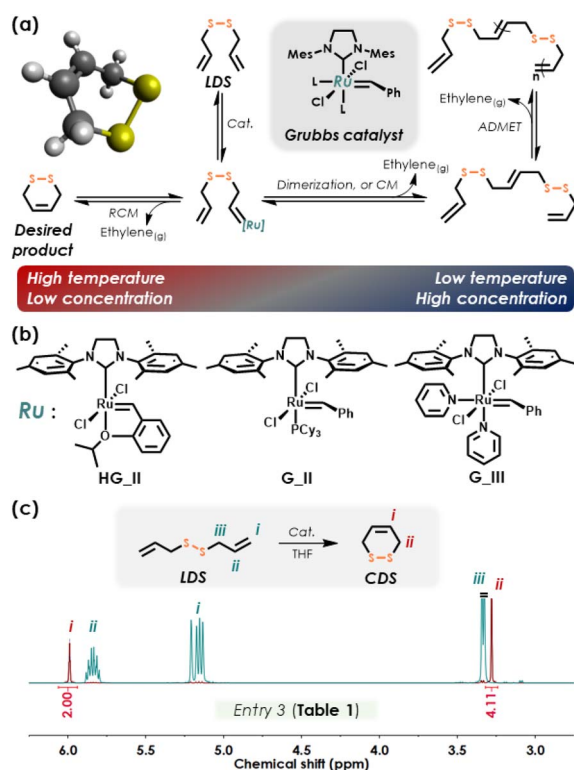 (a)
S-S
LDS
Cat.
Mes-N N-Mes
Cl
L-Ru
Ph
Cl
L
Grubbs catalyst
S-S
S-S
n
Ethylene(g)
ADMET
S-S
Desired
product
RCM
Ethylene(g)
S-S
[Ru]
Dimerization, or CM
Ethylene(g)
S-S
S-S
High temperature
Low concentration
Low temperature
High concentration
(b)
Ru :
N N
Cl
Ru
Cl
O
HG_II
N N
Cl
Ru
Cl
Ph
PCy3
G_II
N N
N
Cl
Ru
Cl
Ph
N
G_III
(c)
iii
i
S-S
ii
LDS
Cat.
THF
i
ii
S-S
CDS
i
ii
i
iii
ii
2.00
4.11
Entry 3 (Table 1)
6.0 5.5 5.0 4.5 4.0 3.5 3.0
Chemical shift (ppm)